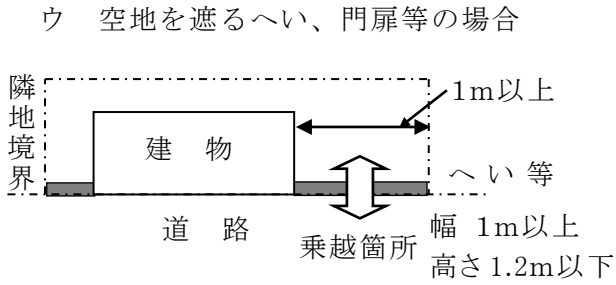 ウ　空地を遮るへい、門扉等の場合
隣地境界
1m以上
建　物
へい等
道　路
乗越箇所
幅 1m以上
高さ1.2m以下